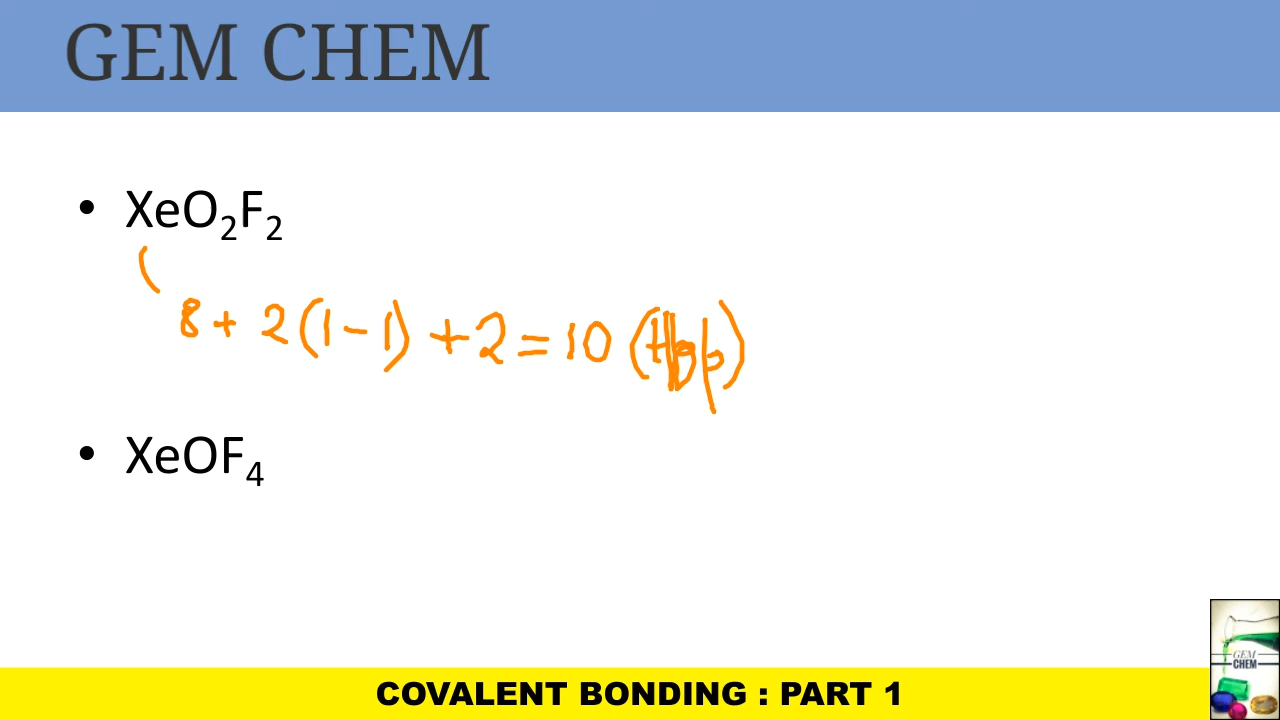 GEM CHEM
• XeO₂F₂
8 + 2 (1 - 1) + 2 = 10
• XeOF₄
GEM
CHEM
COVALENT BONDING : PART 1